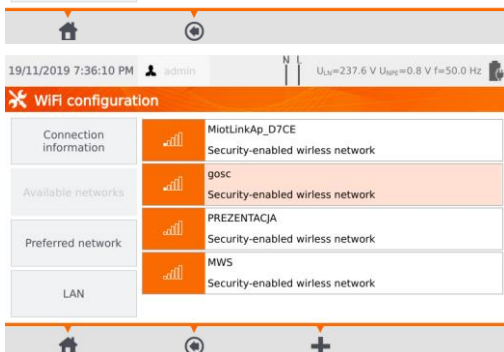 19/11/2019 7:36:10 PM admin N L U_LN=237.6 V U_NPE=0.8 V f=50.0 Hz
WiFi configuration
Connection
information
Available networks
Preferred network
LAN
MiotLinkAp_D7CE
Security-enabled wirless network
gosc
Security-enabled wirless network
PREZENTACJA
Security-enabled wirless network
MWS
Security-enabled wirless network